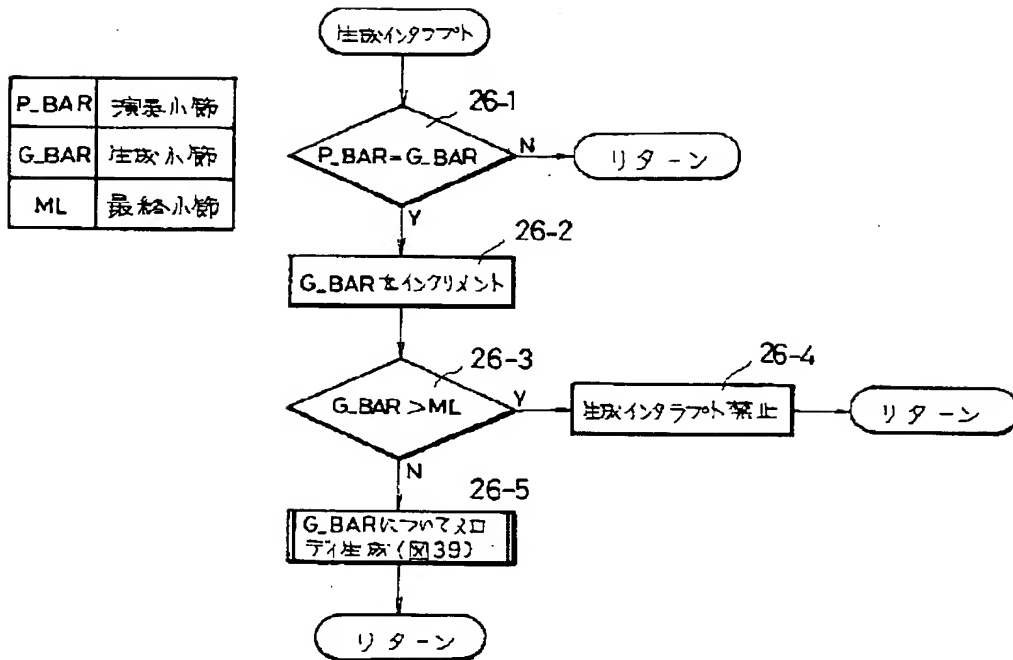 生成インタラプト
P_BAR 演奏小節
G_BAR 生成小節
ML 最終小節
26-1
P_BAR=G_BAR
N
リターン
Y
26-2
G_BARをインクリメント
26-3
G_BAR>ML
Y
26-4
生成インタラプト禁止
リターン
N
26-5
G_BARについてメロ
ディ生成(図39)
リターン